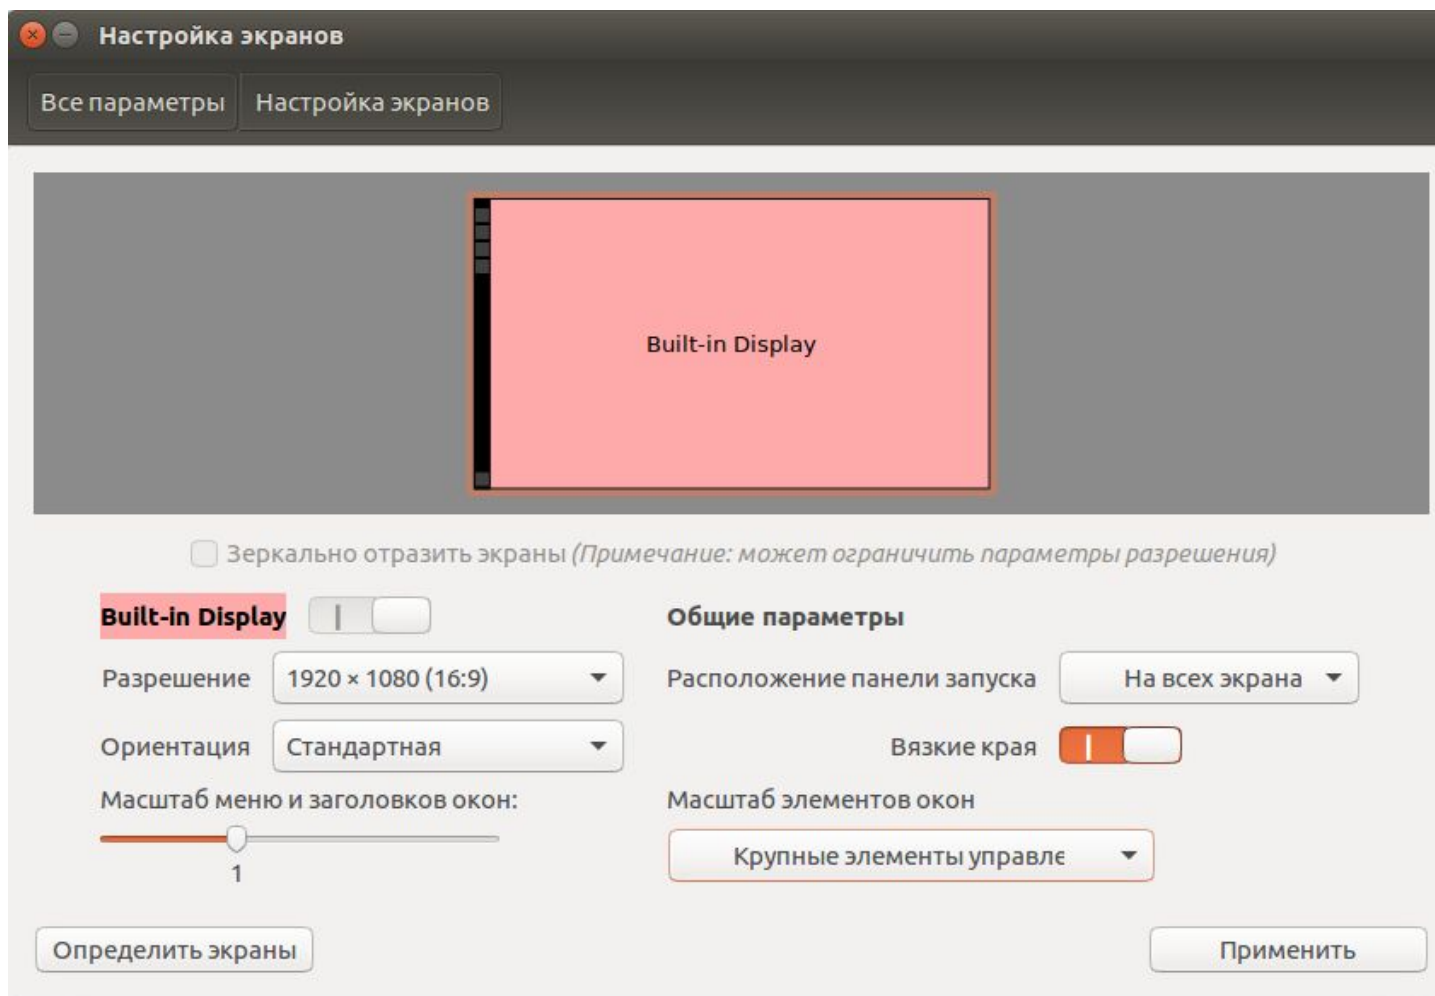 Настройка экранов
Все параметры Настройка экранов
Built-in Display
Зеркально отразить экраны (Примечание: может ограничить параметры разрешения)
Built-in Display Общие параметры
Разрешение 1920 × 1080 (16:9) Расположение панели запуска На всех экрана
Ориентация Стандартная Вязкие края
Масштаб меню и заголовков окон: Масштаб элементов окон
Крупные элементы управле
1
Определить экраны Применить